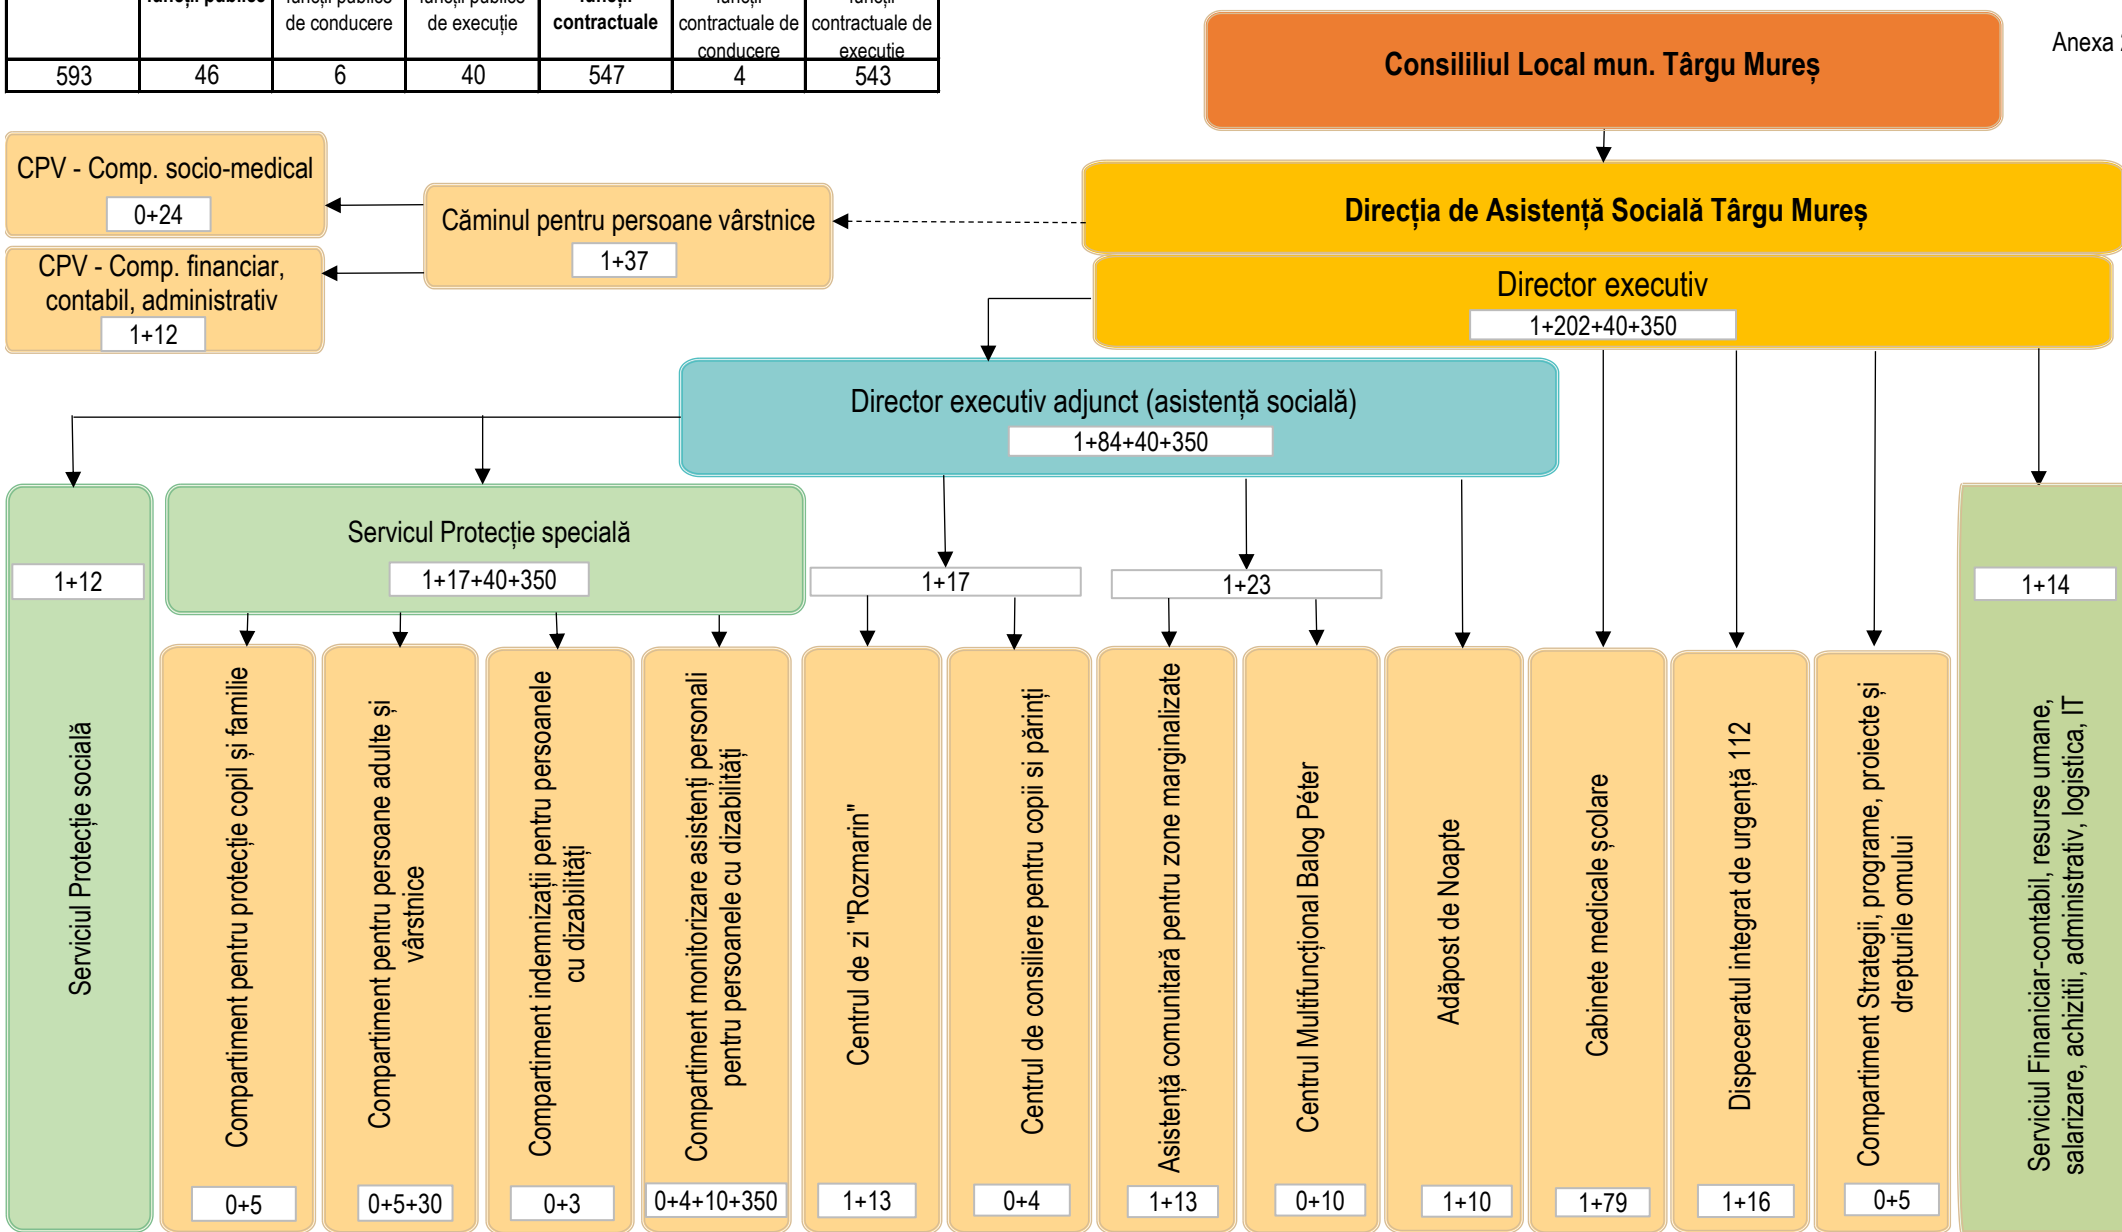 funcții publice
funcții publice
de conducere
funcții publice
de execuție
funcții
contractuale
funcții
contractuale de
conducere
funcții
contractuale de
execuție
593 46 6 40 547 4 543
Anexa
Consililiul Local mun. Târgu Mureș
Direcția de Asistență Socială Târgu Mureș
CPV - Comp. socio-medical
0+24
Căminul pentru persoane vârstnice
1+37
CPV - Comp. financiar,
contabil, administrativ
1+12
Director executiv
1+202+40+350
Director executiv adjunct (asistență socială)
1+84+40+350
Servicul Protecție specială
1+17+40+350
1+12
1+17
1+23
1+14
Serviciul Protecție socială
Compartiment pentru protecție copil și familie
0+5
Compartiment pentru persoane adulte și
vârstnice
0+5+30
Compartiment indemnizații pentru persoanele
cu dizabilități
0+3
Compartiment monitorizare asistenți personali
pentru persoanele cu dizabilități
0+4+10+350
Centrul de zi "Rozmarin"
1+13
Centrul de consiliere pentru copii si părinți
0+4
Asistență comunitară pentru zone marginalizate
1+13
Centrul Multifuncțional Balog Péter
0+10
Adăpost de Noapte
1+10
Cabinete medicale școlare
1+79
Dispeceratul integrat de urgență 112
1+16
Compartiment Strategii, programe, proiecte și
drepturile omului
0+5
Serviciul Finaniciar-contabil, resurse umane,
salarizare, achizitii, administrativ, logistica, IT